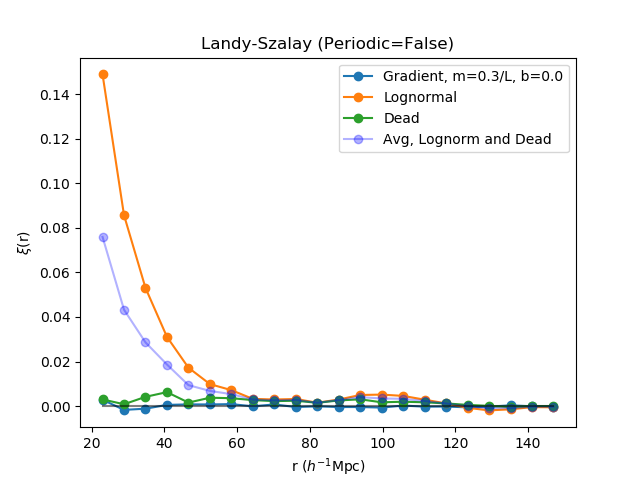 Landy-Szalay (Periodic=False)
Gradient, m=0.3/L, b=0.0
Lognormal
Dead
Avg, Lognorm and Dead
ξ(r)
0.14
0.12
0.10
0.08
0.06
0.04
0.02
0.00
20 40 60 80 100 120 140
r (h⁻¹Mpc)